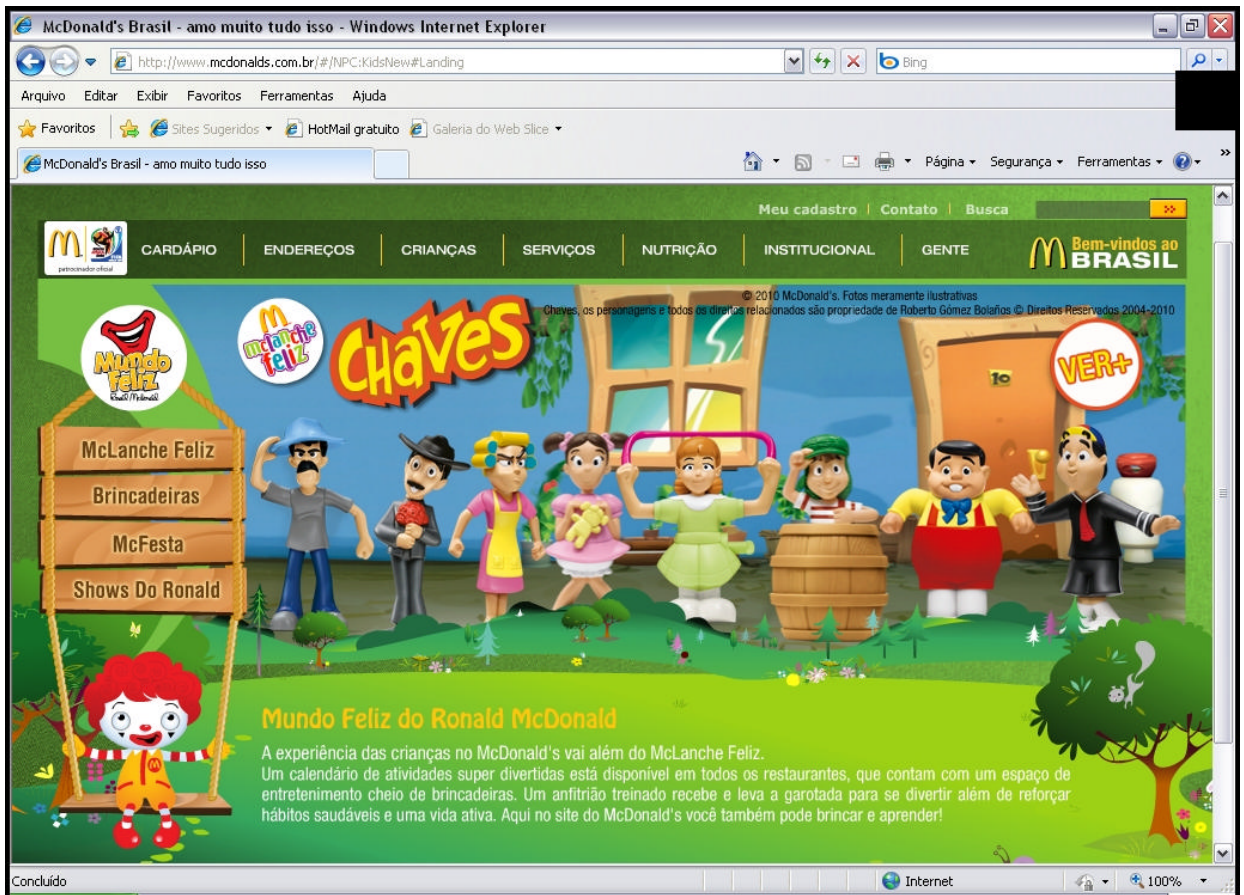 McDonald's Brasil - amo muito tudo isso - Windows Internet Explorer
http://www.mcdonalds.com.br/#/NPC:KidsNew#Landing
Bing
Arquivo Editar Exibir Favoritos Ferramentas Ajuda
Favoritos Sites Sugeridos HotMail gratuito Galeria do Web Slice
McDonald's Brasil - amo muito tudo isso
Página Segurança Ferramentas
Meu cadastro | Contato | Busca
patrocinador oficial
CARDÁPIO ENDEREÇOS CRIANÇAS SERVIÇOS NUTRIÇÃO INSTITUCIONAL GENTE
Bem-vindos ao
BRASIL
© 2010 McDonald's. Fotos meramente ilustrativas
Chaves, os personagens e todos os direitos relacionados são propriedade de Roberto Gómez Bolaños © Direitos Reservados 2004-2010
Mundo
Feliz
Ronald McDonald
mclanche
feliz
CHAVES
10
VER+
McLanche Feliz
Brincadeiras
McFesta
Shows Do Ronald
Mundo Feliz do Ronald McDonald
A experiência das crianças no McDonald's vai além do McLanche Feliz.
Um calendário de atividades super divertidas está disponível em todos os restaurantes, que contam com um espaço de
entretenimento cheio de brincadeiras. Um anfitrião treinado recebe e leva a garotada para se divertir além de reforçar
hábitos saudáveis e uma vida ativa. Aqui no site do McDonald's você também pode brincar e aprender!
Concluído Internet 100%